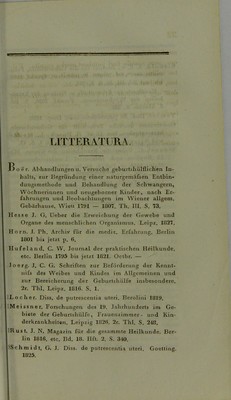 LITTERATURA.
Boër. Abhandlungen u. Versuche geburtshülflichen In-
halts, zur Begründung einer naturgemäßen Entbin-
dungsmethode und Behandlung der Schwangern,
Wöchnerinnen und neugeborner Kinder, nach Er-
fahrungen und Beobachtungen im Wiener allgem.
Gebärhause, Wien 1791 — 1807, Th. III. S. 13.
Hesse J. G, Ueber die Erweichung der Gewebe und
Organe des menschlichen Organismus. Leipz. 1827.
Horn, J. Ph, Archiv für die medic. Erfahrung, Berlin
1801 bis jetzt p. 6,
Hufeland, C. W, Journal der praktischen Heilkunde,
etc. Berlin 1795 bis jetzt 1821. Octbr. —
Joerg J. C. G. Schriften zur Beförderung der Kennt-
niss des Weibes und Kindes im Allgemeinen und
zur Bereicherung der Geburtshülfe insbesondere,
2r. Thl, Leipz. 1818. S. 1.
Locher. Diss. de putrescentia uteri, Berolini 1819.
Meissner, Forschungen des 19. Jahrhunderts im Ge-
biete der Geburtshülfe, Frauenzimmer- und Kin-
derkrankheiten, Leipzig 1826, 2r. Thl, S. 248,
Rust. J. N, Magazin für die gesammte Heilkunde. Ber-
lin 1816, etc, Bd, 18. Hft. 2. S. 340,
Schmidt, G. J. Diss. de putrescentia uteri, Goetting.
1825.